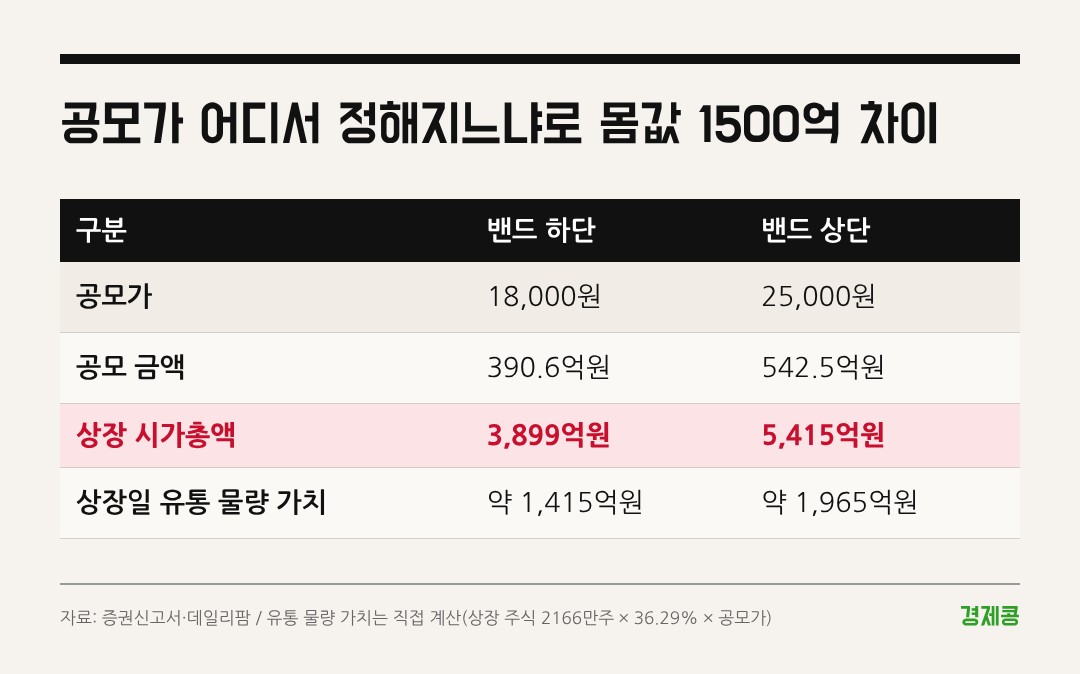 공모가 어디서 정해지느냐로 몸값 1500억 차이
구분 밴드 하단 밴드 상단
공모가 18,000원 25,000원
공모 금액 390.6억원 542.5억원
상장 시가총액 3,899억원 5,415억원
상장일 유통 물량 가치 약 1,415억원 약 1,965억원
자료: 증권신고서·데일리팜 / 유통 물량 가치는 직접 계산(상장 주식 2166만주 × 36.29% × 공모가) 경제콩